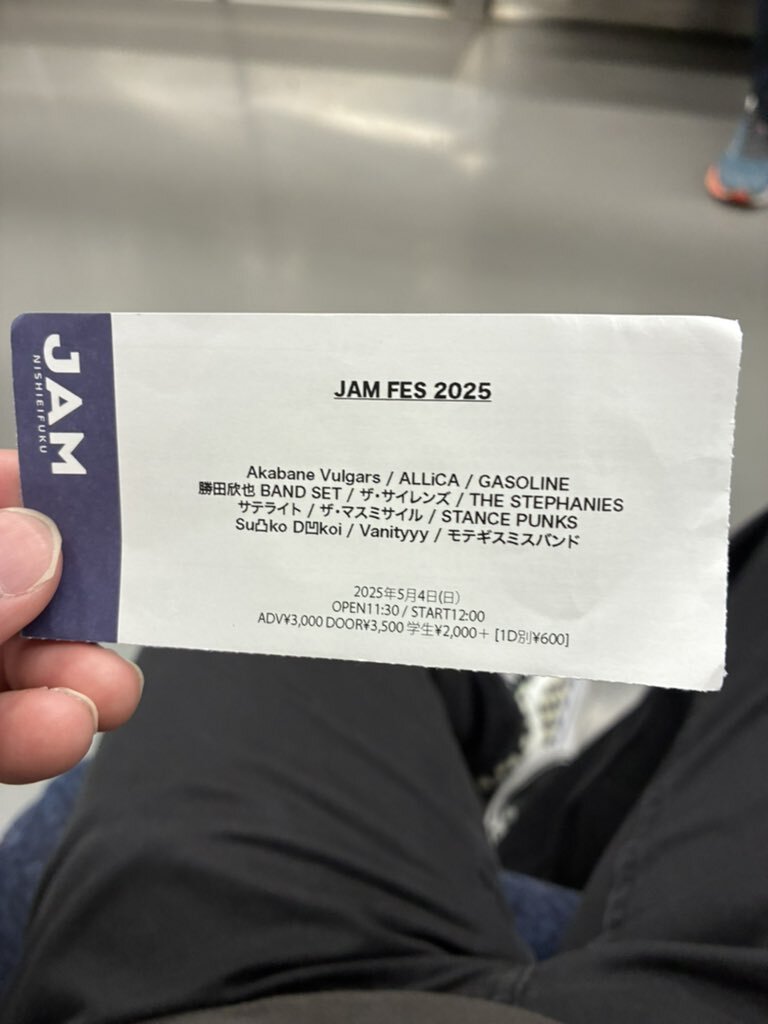 JAM
NISHIEIFUKU
JAM FES 2025
Akabane Vulgars / ALLiCA / GASOLINE
勝田欣也 BAND SET / ザ・サイレンズ / THE STEPHANIES
サテライト / ザ・マスミサイル / STANCE PUNKS
Su凸ko D凹koi / Vanityyy / モテギスミスバンド
2025年5月4日(日)
OPEN11:30 / START12:00
ADV¥3,000 DOOR¥3,500 学生¥2,000+ [1D別¥600]